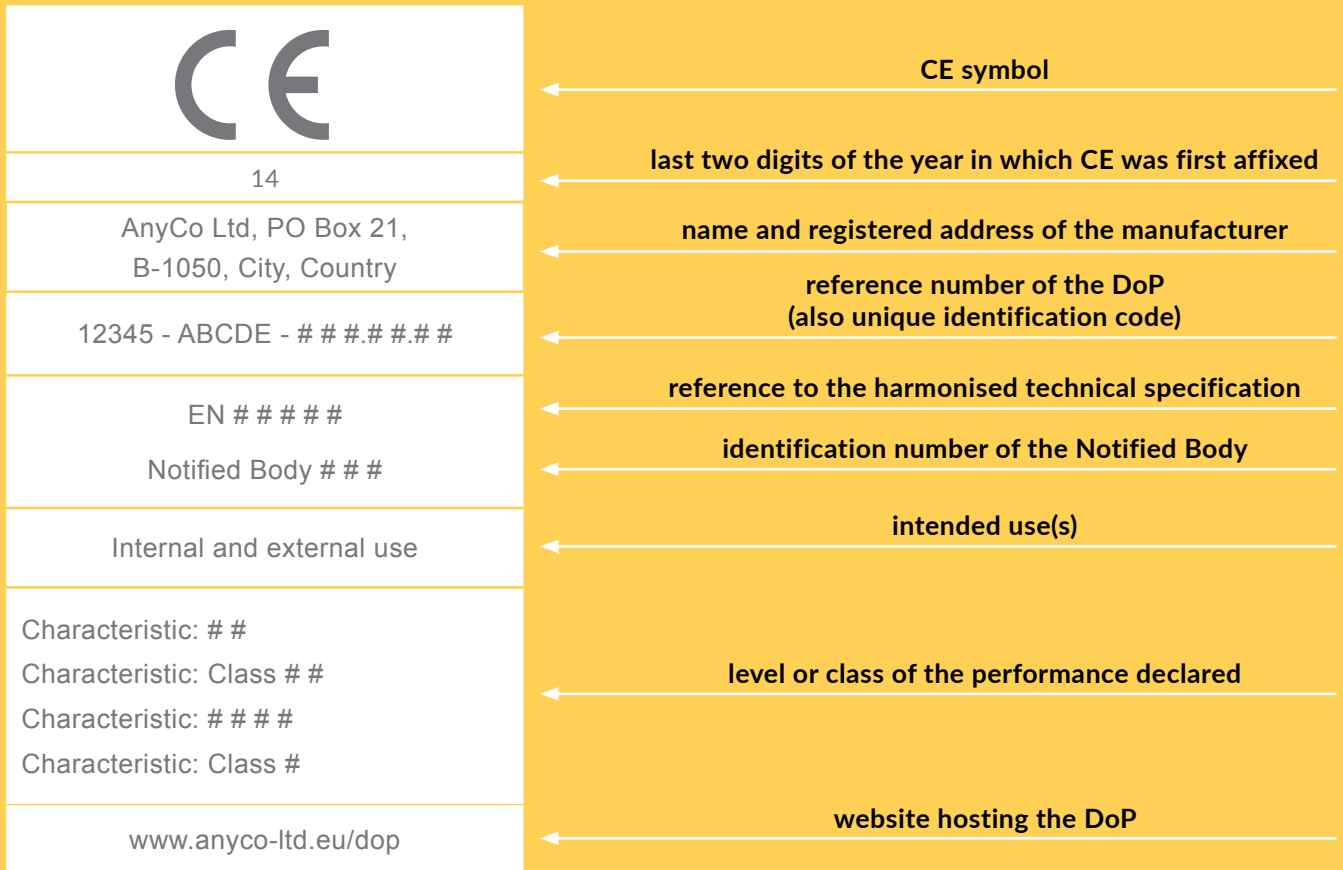 CE
CE symbol
14
last two digits of the year in which CE was first affixed
AnyCo Ltd, PO Box 21,
B-1050, City, Country
name and registered address of the manufacturer
12345 - ABCDE - # # #.# #.# #
reference number of the DoP
(also unique identification code)
EN # # # # #
reference to the harmonised technical specification
Notified Body # # #
identification number of the Notified Body
Internal and external use
intended use(s)
Characteristic: # #
Characteristic: Class # #
Characteristic: # # # #
Characteristic: Class #
level or class of the performance declared
www.anyco-ltd.eu/dop
website hosting the DoP